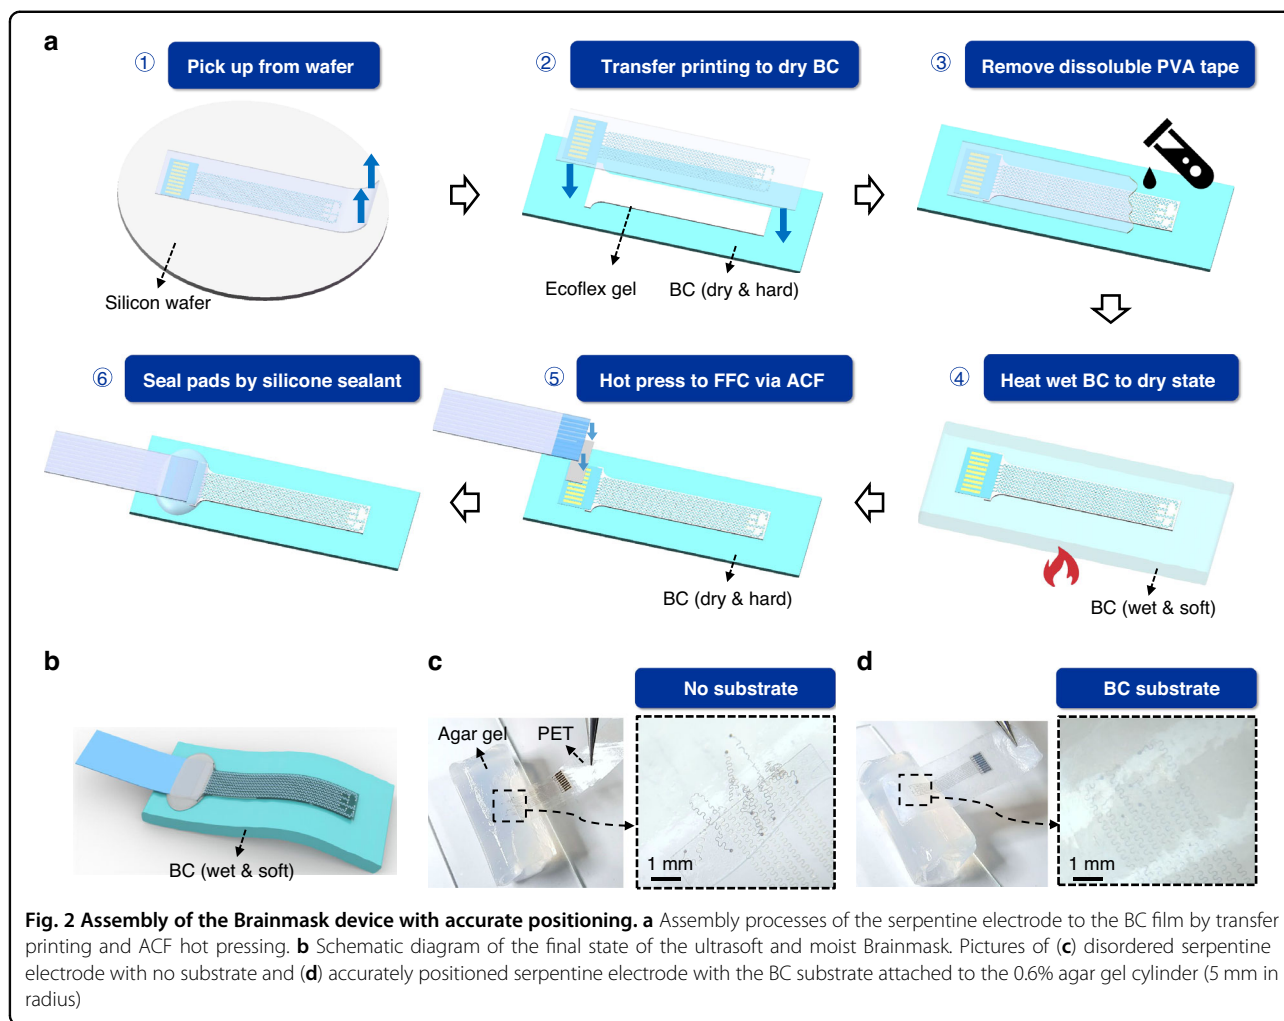 a
① Pick up from wafer
② Transfer printing to dry BC
③ Remove dissoluble PVA tape
Silicon wafer
Ecoflex gel
BC (dry & hard)
⑥ Seal pads by silicone sealant
⑤ Hot press to FFC via ACF
④ Heat wet BC to dry state
BC (dry & hard)
BC (wet & soft)
b
BC (wet & soft)
c
No substrate
Agar gel
PET
1 mm
d
BC substrate
1 mm
Fig. 2 Assembly of the Brainmask device with accurate positioning. a Assembly processes of the serpentine electrode to the BC film by transfer
printing and ACF hot pressing. b Schematic diagram of the final state of the ultrasoft and moist Brainmask. Pictures of (c) disordered serpentine
electrode with no substrate and (d) accurately positioned serpentine electrode with the BC substrate attached to the 0.6% agar gel cylinder (5 mm in
radius)